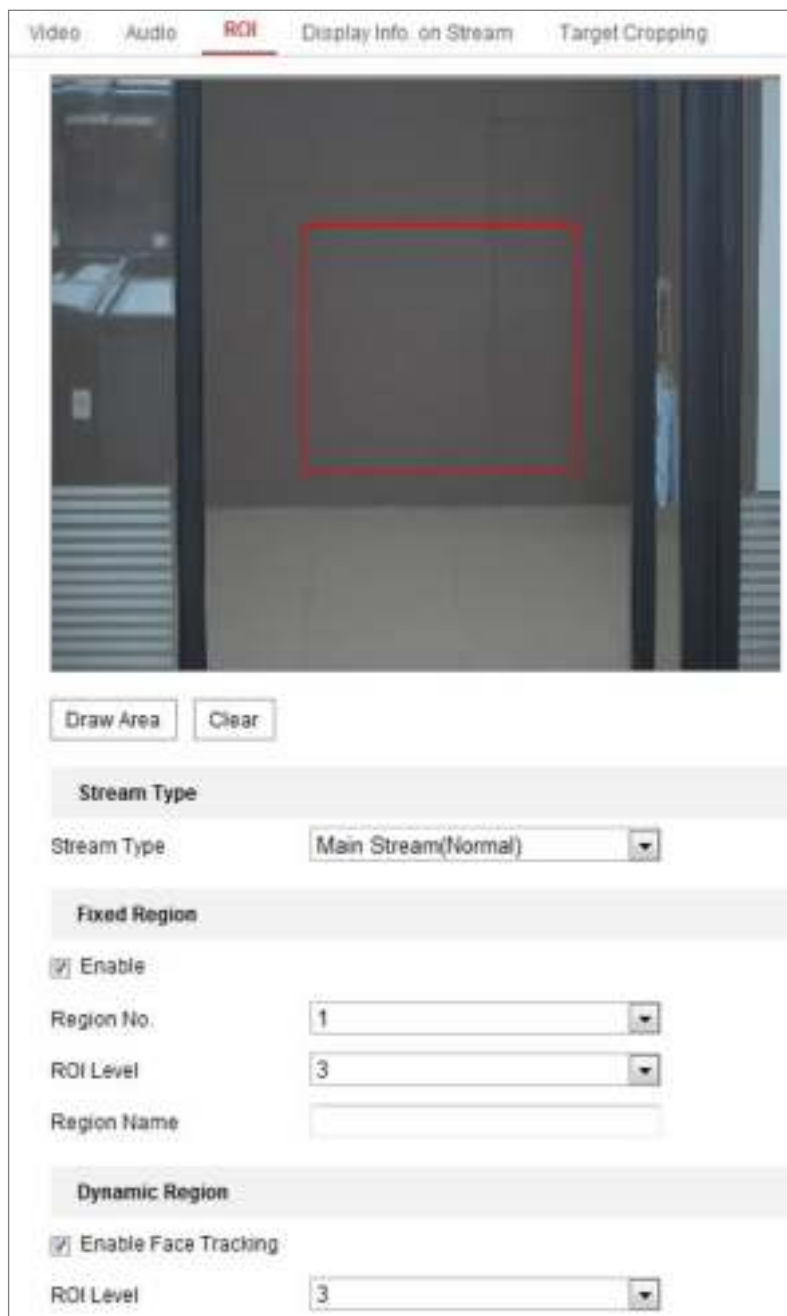 Video Audio ROI Display Info. on Stream Target Cropping
Draw Area Clear
Stream Type
Stream Type Main Stream(Normal)
Fixed Region
Enable
Region No. 1
ROI Level 3
Region Name
Dynamic Region
Enable Face Tracking
ROI Level 3